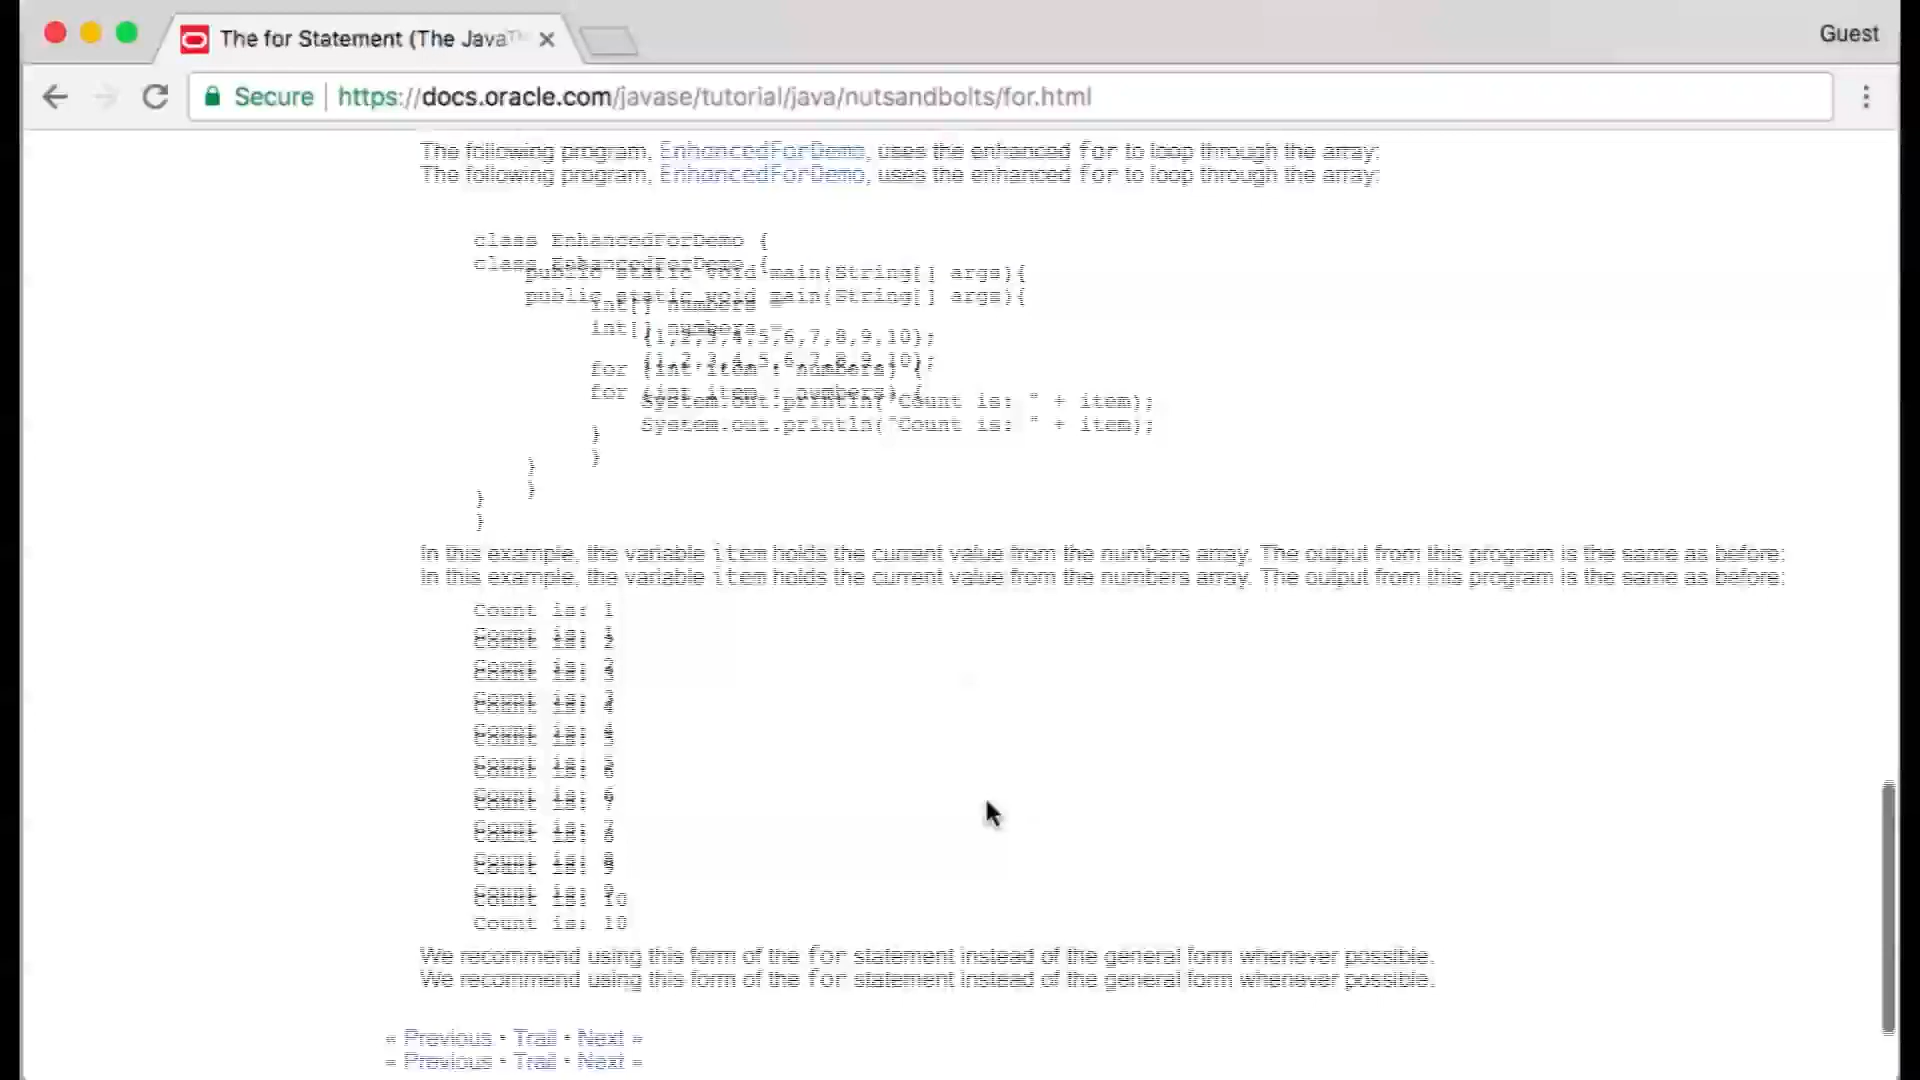 The for Statement (The Java™
Guest
Secure | https://docs.oracle.com/javase/tutorial/java/nutsandbolts/for.html
The following program, EnhancedForDemo, uses the enhanced for to loop through the array:
class EnhancedForDemo {
public static void main(String[] args){
int[] numbers =
{1,2,3,4,5,6,7,8,9,10};
for (int item : numbers) {
System.out.println("Count is: " + item);
}
}
}
In this example, the variable item holds the current value from the numbers array. The output from this program is the same as before:
Count is: 1
Count is: 2
Count is: 3
Count is: 4
Count is: 5
Count is: 6
Count is: 7
Count is: 8
Count is: 9
Count is: 10
We recommend using this form of the for statement instead of the general form whenever possible.
« Previous • Trail • Next »